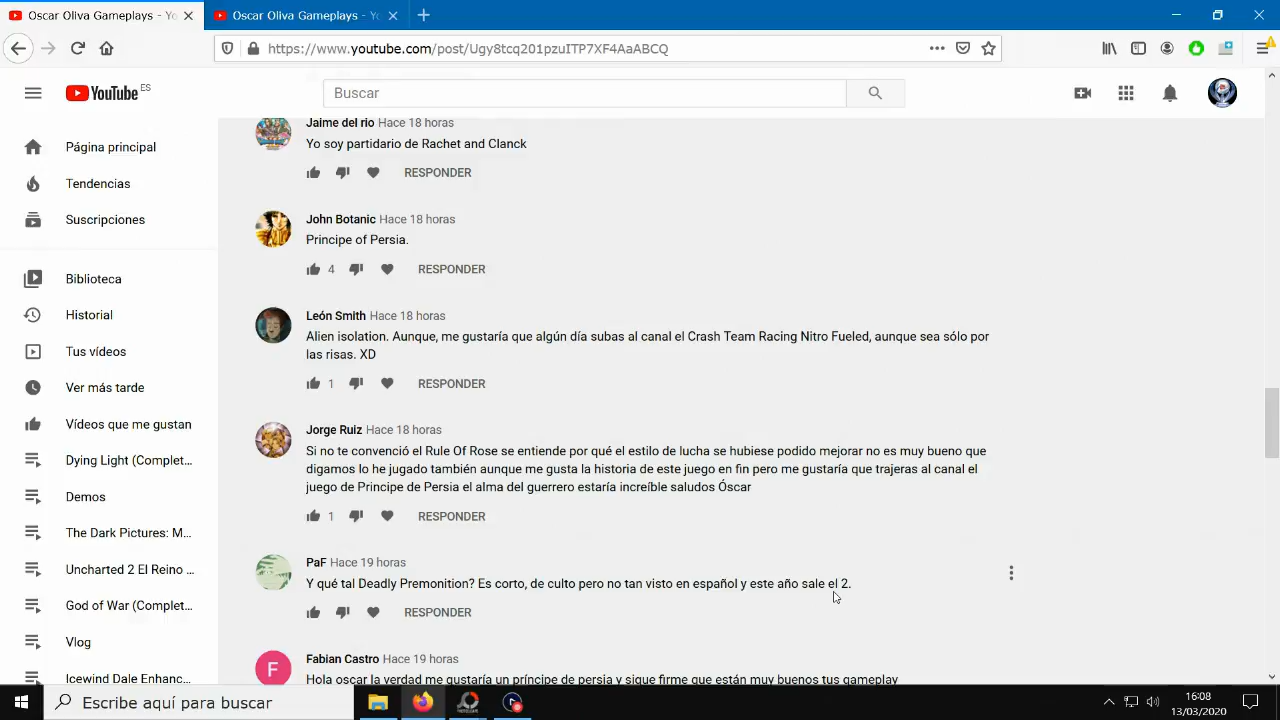 Oscar Oliva Gameplays - Yo
Oscar Oliva Gameplays - Yo
https://www.youtube.com/post/Ugy8tcq201pzuITP7XF4AaABCQ
YouTube ES
Buscar
Página principal
Tendencias
Suscripciones
Biblioteca
Historial
Tus vídeos
Ver más tarde
Vídeos que me gustan
Dying Light (Complet...
Demos
The Dark Pictures: M...
Uncharted 2 El Reino ...
God of War (Complet...
Vlog
Icewind Dale Enhanc...
Jaime del rio Hace 18 horas
Yo soy partidario de Rachet and Clanck
RESPONDER
John Botanic Hace 18 horas
Principe of Persia.
4 RESPONDER
León Smith Hace 18 horas
Alien isolation. Aunque, me gustaría que algún día subas al canal el Crash Team Racing Nitro Fueled, aunque sea sólo por
las risas. XD
1 RESPONDER
Jorge Ruiz Hace 18 horas
Si no te convenció el Rule Of Rose se entiende por qué el estilo de lucha se hubiese podido mejorar no es muy bueno que
digamos lo he jugado también aunque me gusta la historia de este juego en fin pero me gustaría que trajeras al canal el
juego de Principe de Persia el alma del guerrero estaría increíble saludos Óscar
1 RESPONDER
PaF Hace 19 horas
Y qué tal Deadly Premonition? Es corto, de culto pero no tan visto en español y este año sale el 2.
RESPONDER
F
Fabian Castro Hace 19 horas
Hola oscar la verdad me gustaría un príncipe de persia y sigue firme que están muy buenos tus gameplay
Escribe aquí para buscar
16:08
13/03/2020